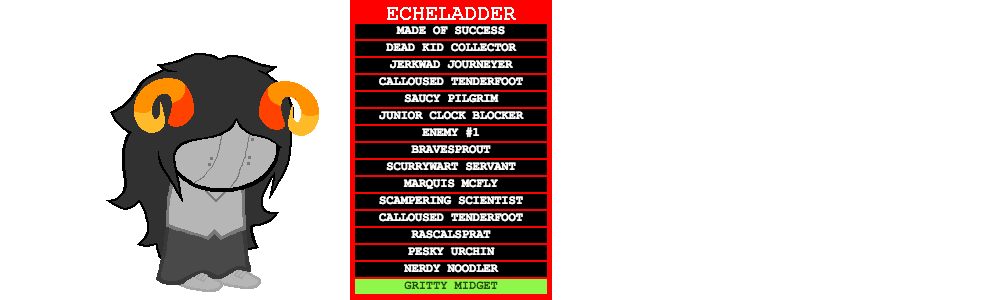 ECHELADDER
MADE OF SUCCESS
DEAD KID COLLECTOR
JERKWAD JOURNEYER
CALLOUSED TENDERFOOT
SAUCY PILGRIM
JUNIOR CLOCK BLOCKER
ENEMY #1
BRAVESPROUT
SCURRYWART SERVANT
MARQUIS MCFLY
SCAMPERING SCIENTIST
CALLOUSED TENDERFOOT
RASCALSPRAT
PESKY URCHIN
NERDY NOODLER
GRITTY MIDGET